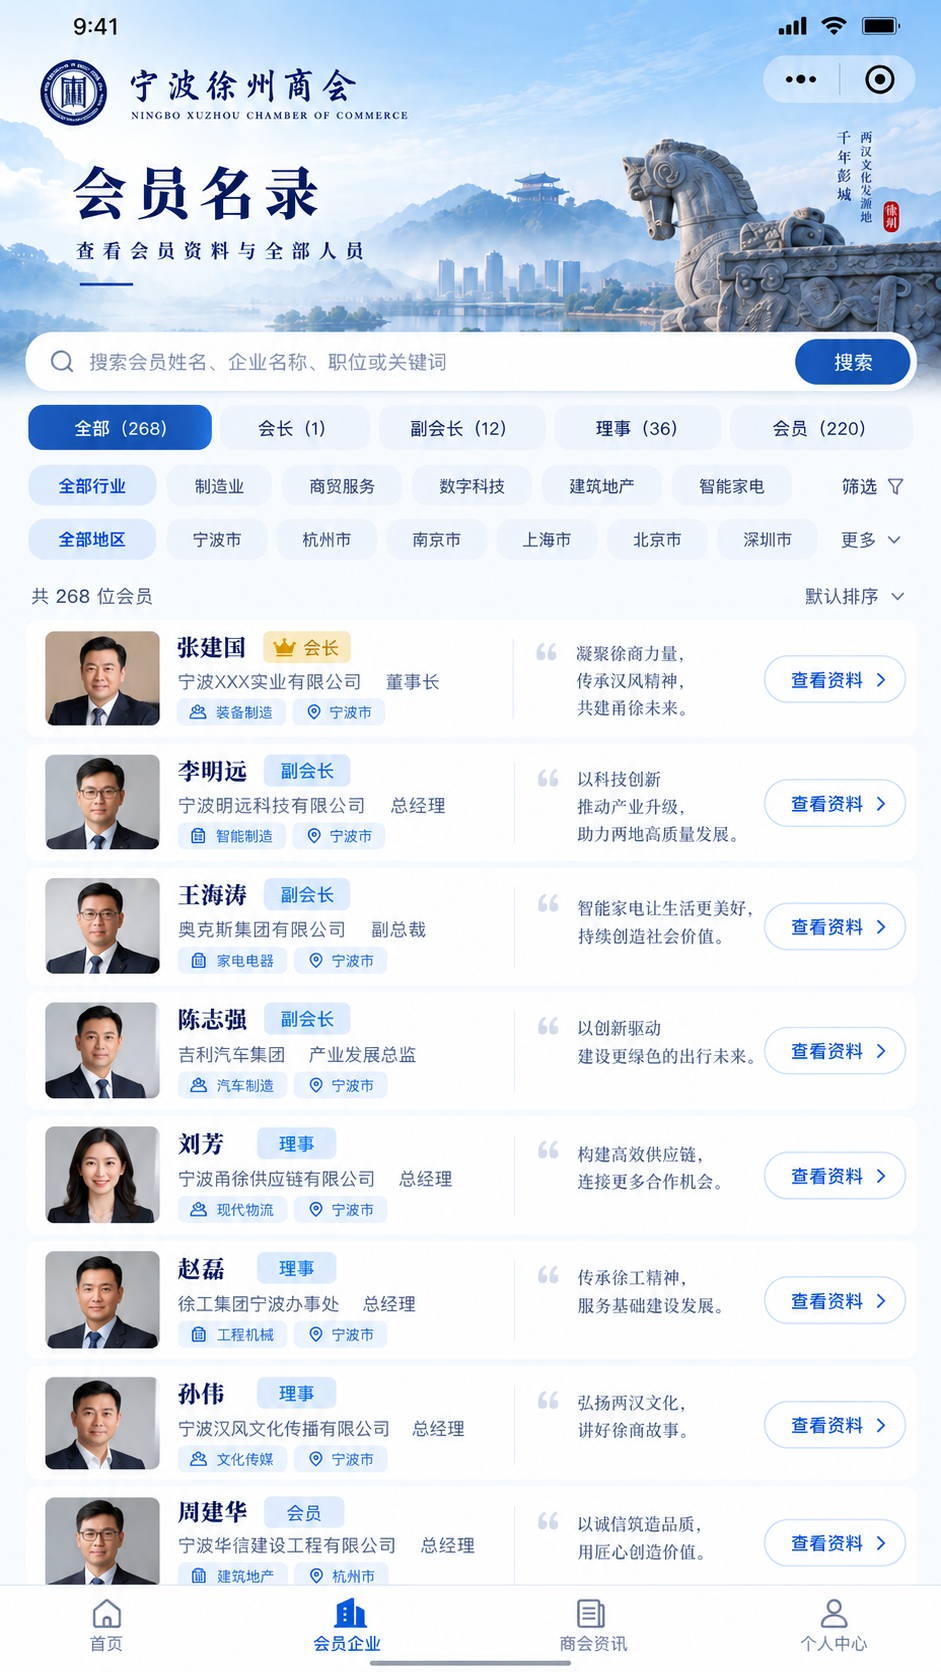 9:41
宁波徐州商会
NINGBO XUZHOU CHAMBER OF COMMERCE
会员名录
查看会员资料与全部人员
两汉文化发源地
千年彭城
徐州
搜索会员姓名、企业名称、职位或关键词
搜索
全部（268） 会长（1） 副会长（12） 理事（36） 会员（220）
全部行业 制造业 商贸服务 数字科技 建筑地产 智能家电 筛选
全部地区 宁波市 杭州市 南京市 上海市 北京市 深圳市 更多
共 268 位会员 默认排序
张建国 会长
宁波XXX实业有限公司 董事长
装备制造 宁波市
凝聚徐商力量，
传承汉风精神，
共建甬徐未来。
查看资料
李明远 副会长
宁波明远科技有限公司 总经理
智能制造 宁波市
以科技创新
推动产业升级，
助力两地高质量发展。
查看资料
王海涛 副会长
奥克斯集团有限公司 副总裁
家电电器 宁波市
智能家电让生活更美好，
持续创造社会价值。
查看资料
陈志强 副会长
吉利汽车集团 产业发展总监
汽车制造 宁波市
以创新驱动
建设更绿色的出行未来。
查看资料
刘芳 理事
宁波甬徐供应链有限公司 总经理
现代物流 宁波市
构建高效供应链，
连接更多合作机会。
查看资料
赵磊 理事
徐工集团宁波办事处 总经理
工程机械 宁波市
传承徐工精神，
服务基础建设发展。
查看资料
孙伟 理事
宁波汉风文化传播有限公司 总经理
文化传媒 宁波市
弘扬两汉文化，
讲好徐商故事。
查看资料
周建华 会员
宁波华信建设工程有限公司 总经理
建筑地产 杭州市
以诚信筑造品质，
用匠心创造价值。
查看资料
首页 会员企业 商会资讯 个人中心